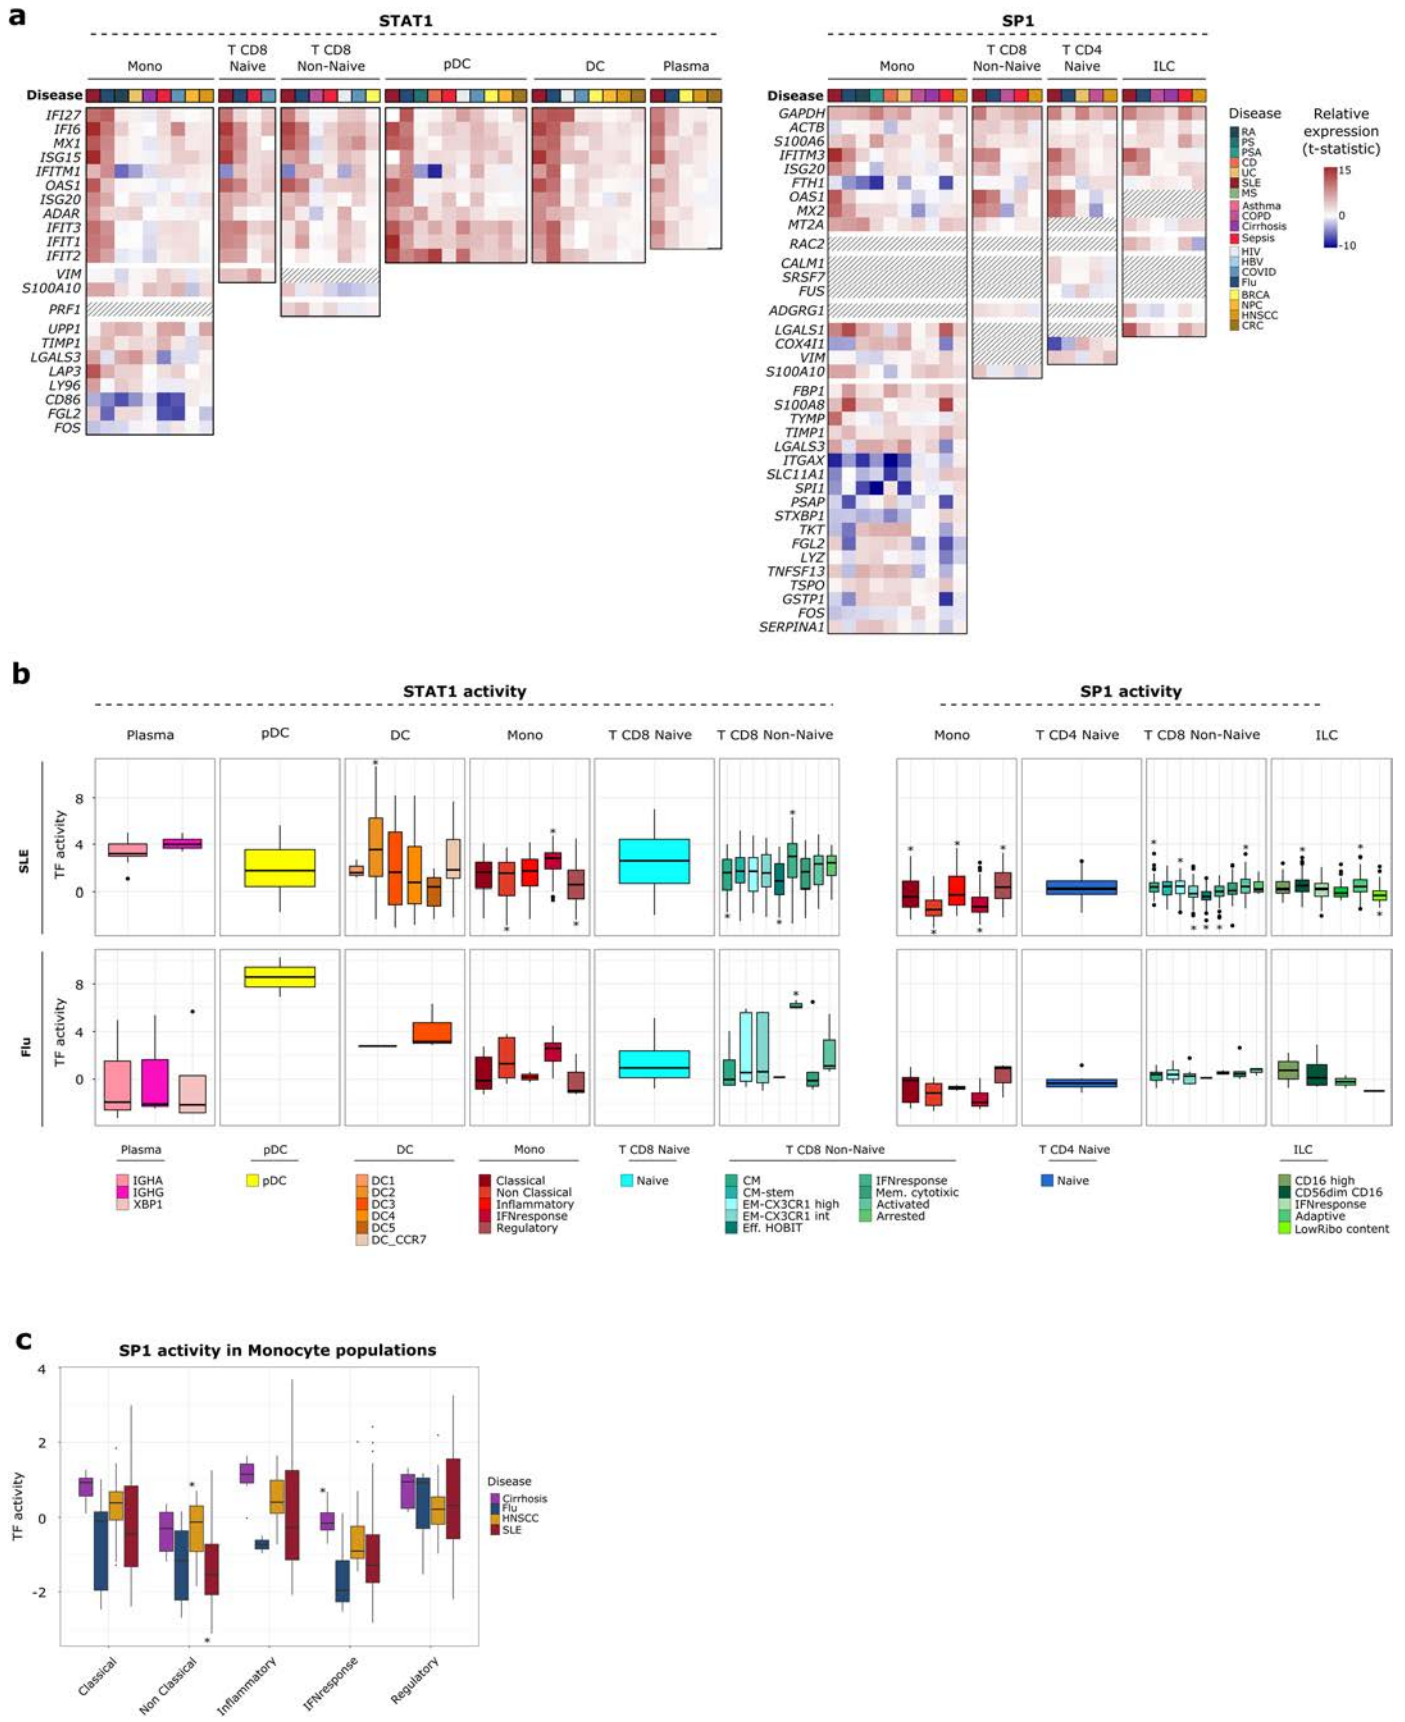 a
STAT1
SP1
Mono
T CD8
Naive
T CD8
Non-Naive
pDC
DC
Plasma
Mono
T CD8
Non-Naive
T CD4
Naive
ILC
Disease
IFI27
IFI6
MX1
ISG15
IFITM1
OAS1
ISG20
ADAR
IFIT3
IFIT1
IFIT2
VIM
S100A10
PRF1
UPP1
TIMP1
LGALS3
LAP3
LY96
CD86
FGL2
FOS
Disease
GAPDH
ACTB
S100A6
IFITM3
ISG20
FTH1
OAS1
MX2
MT2A
RAC2
CALM1
SRSF7
FUS
ADGRG1
LGALS1
COX4I1
VIM
S100A10
FBP1
S100A8
TYMP
TIMP1
LGALS3
ITGAX
SLC11A1
SPI1
PSAP
STXBP1
TKT
FGL2
LYZ
TNFSF13
TSPO
GSTP1
FOS
SERPINA1
Disease
RA
PS
PSA
CD
UC
SLE
MS
Asthma
COPD
Cirrhosis
Sepsis
HIV
HBV
COVID
Flu
BRCA
NPC
HNSCC
CRC
Relative
expression
(t-statistic)
15
0
-10
b
STAT1 activity
SP1 activity
Plasma
pDC
DC
Mono
T CD8 Naive
T CD8 Non-Naive
Mono
T CD4 Naive
T CD8 Non-Naive
ILC
SLE
TF activity
8
4
0
Flu
TF activity
8
4
0
Plasma
IGHA
IGHG
XBP1
pDC
pDC
DC
DC1
DC2
DC3
DC4
DC5
DC_CCR7
Mono
Classical
Non Classical
Inflammatory
IFNresponse
Regulatory
T CD8 Naive
Naive
T CD8 Non-Naive
CM
CM-stem
EM-CX3CR1 high
EM-CX3CR1 int
Eff. HOBIT
IFNresponse
Mem. cytotixic
Activated
Arrested
T CD4 Naive
Naive
ILC
CD16 high
CD56dim CD16
IFNresponse
Adaptive
LowRibo content
c
SP1 activity in Monocyte populations
TF activity
4
2
0
-2
Classical
Non Classical
Inflammatory
IFNresponse
Regulatory
Disease
Cirrhosis
Flu
HNSCC
SLE